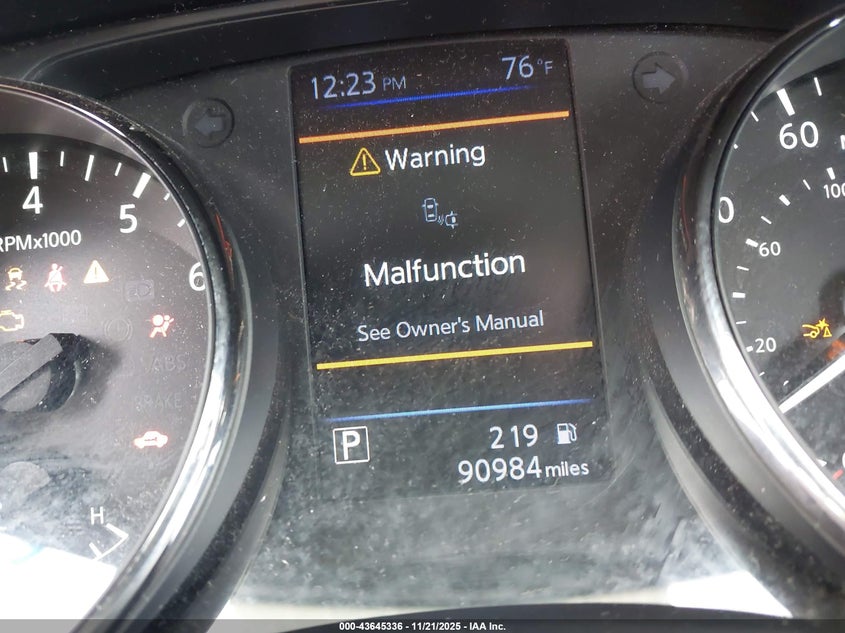 12:23 PM 76°F
Warning
Malfunction
See Owner's Manual
P 219
90984 miles
4 5 6
RPMx1000
ABS
BRAKE
H
60
100
60
20
000-43645336 - 11/21/2025 - IAA Inc.